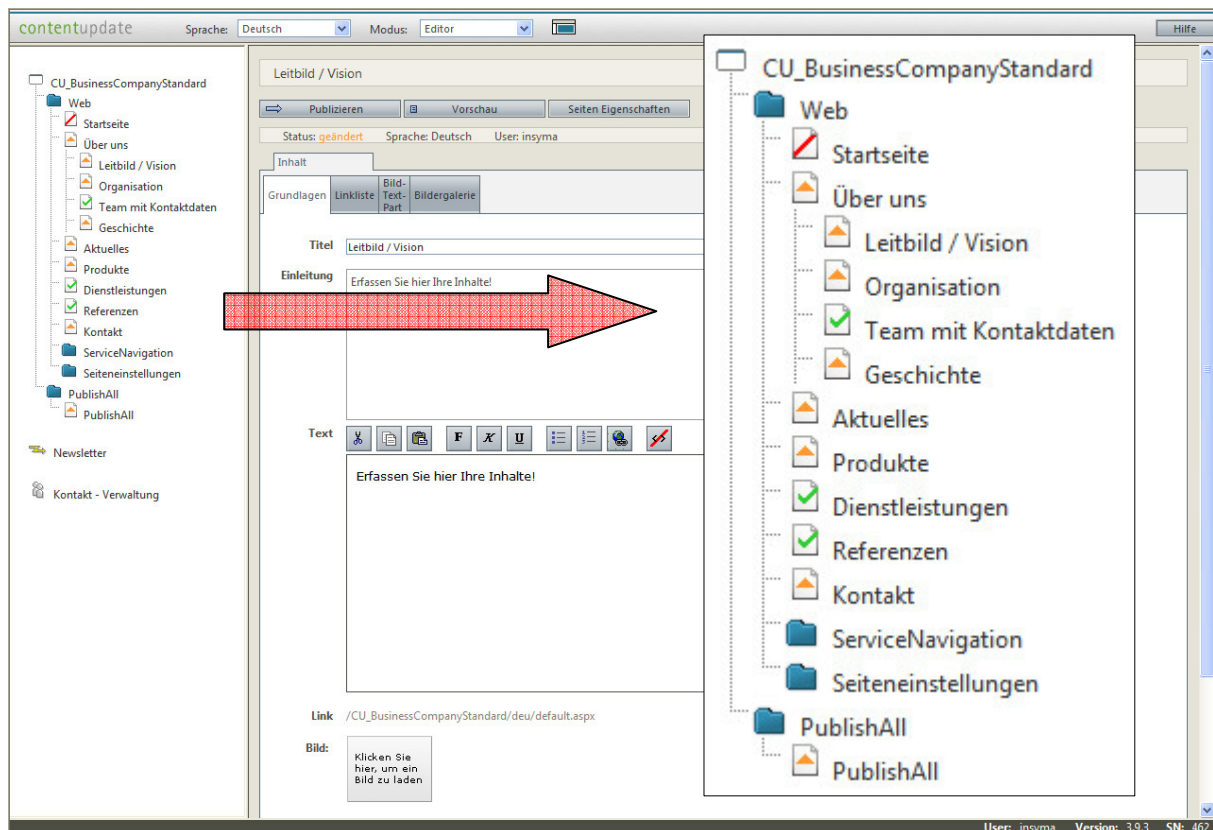 contentupdate Sprache: Deutsch Modus: Editor Hilfe
CU_BusinessCompanyStandard
Web
Startseite
Über uns
Leitbild / Vision
Organisation
Team mit Kontaktdaten
Geschichte
Aktuelles
Produkte
Dienstleistungen
Referenzen
Kontakt
ServiceNavigation
Seiteneinstellungen
PublishAll
PublishAll
Newsletter
Kontakt - Verwaltung
Leitbild / Vision
Publizieren Vorschau Seiten Eigenschaften
Status: geändert Sprache: Deutsch User: insyma
Inhalt
Grundlagen Linkliste Bild-
Text-
Part Bildergalerie
Titel Leitbild / Vision
Einleitung Erfassen Sie hier Ihre Inhalte!
Text F K U
Erfassen Sie hier Ihre Inhalte!
Link /CU_BusinessCompanyStandard/deu/default.aspx
Bild: Klicken Sie
hier, um ein
Bild zu laden
CU_BusinessCompanyStandard
Web
Startseite
Über uns
Leitbild / Vision
Organisation
Team mit Kontaktdaten
Geschichte
Aktuelles
Produkte
Dienstleistungen
Referenzen
Kontakt
ServiceNavigation
Seiteneinstellungen
PublishAll
PublishAll
User: insyma Version: 3.9.3 SN: 462